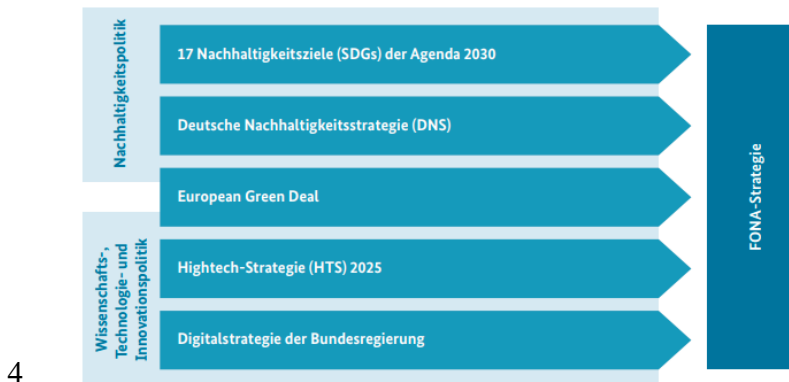 Nachhaltigkeitspolitik
17 Nachhaltigkeitsziele (SDGs) der Agenda 2030
Deutsche Nachhaltigkeitsstrategie (DNS)
European Green Deal
Wissenschafts-,
Technologie- und
Innovationspolitik
Hightech-Strategie (HTS) 2025
Digitalstrategie der Bundesregierung
FONA-Strategie
4